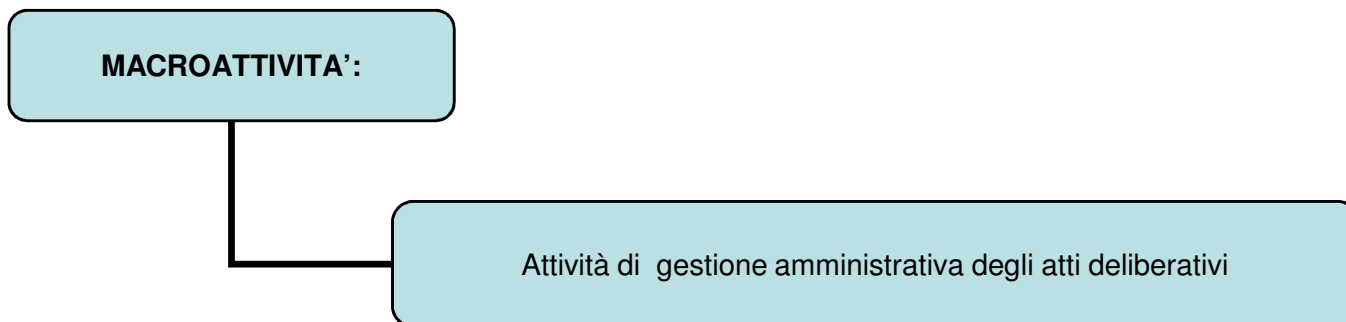 MACROATTIVITA’:
Attività di  gestione amministrativa degli atti deliberativi